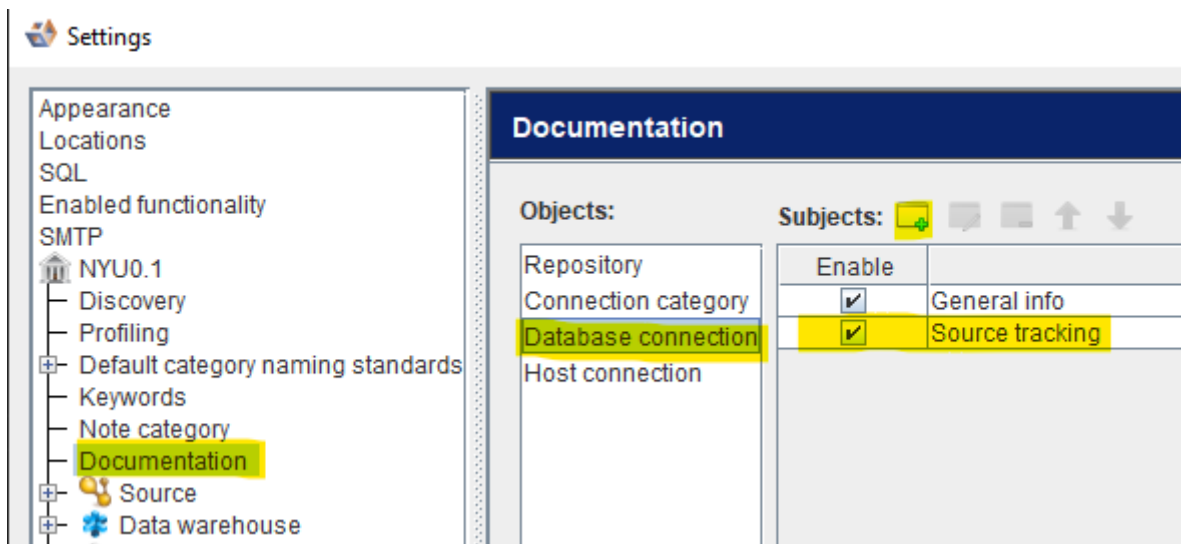 Settings
Appearance
Locations
SQL
Enabled functionality
SMTP
NYU0.1
Discovery
Profiling
Default category naming standards
Keywords
Note category
Documentation
Source
Data warehouse
Documentation
Objects:
Repository
Connection category
Database connection
Host connection
Subjects:
Enable
General info
Source tracking